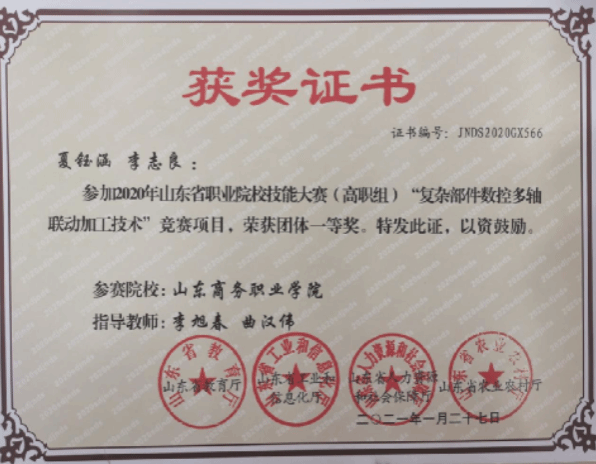 获奖证书
证书编号：JNDS2020GX566
夏钰涵 李志良：
参加2020年山东省职业院校技能大赛（高职组）“复杂部件数控多轴
联动加工技术”竞赛项目，荣获团体一等奖。特发此证，以资鼓励。
参赛院校：山东商务职业学院
指导教师：李旭春 曲汉伟
山东省教育厅 山东省工业和信息化厅 山东省人力资源和社会保障厅 山东省农业农村厅
二〇二一年一月二十七日